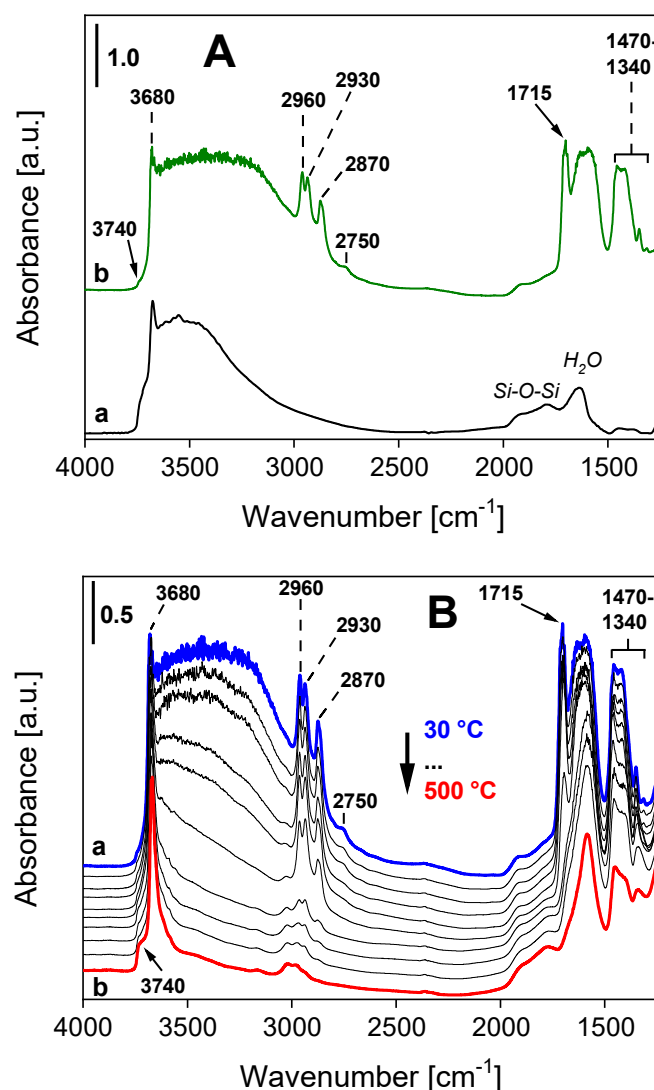 1.0
A
1470-
1340
3680
2960
2930
1715
2870
3740
2750
b
H₂O
Si-O-Si
a
Absorbance [a.u.]
4000 3500 3000 2500 2000 1500
Wavenumber [cm⁻¹]
0.5
3680
2960
B
1715
1470-
1340
2930
2870
30 °C
...
500 °C
2750
a
3740
b
Absorbance [a.u.]
4000 3500 3000 2500 2000 1500
Wavenumber [cm⁻¹]